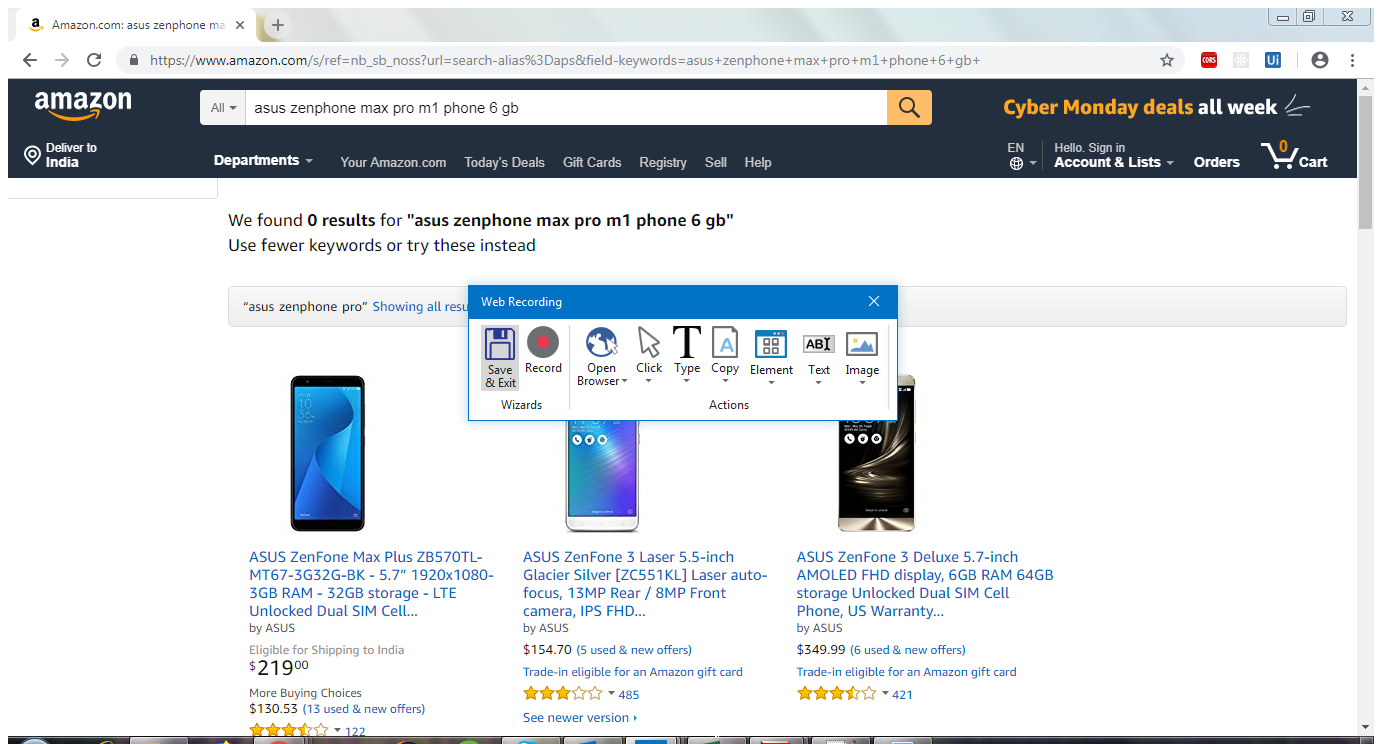 Amazon.com: asus zenphone ma
https://www.amazon.com/s/ref=nb_sb_noss?url=search-alias%3Daps&field-keywords=asus+zenphone+max+pro+m1+phone+6+gb+
CORS
Ui
amazon
All
asus zenphone max pro m1 phone 6 gb
Cyber Monday deals all week
Deliver to
India
Departments
Your Amazon.com
Today's Deals
Gift Cards
Registry
Sell
Help
EN
Hello. Sign in
Account & Lists
Orders
0
Cart
We found 0 results for "asus zenphone max pro m1 phone 6 gb"
Use fewer keywords or try these instead
“asus zenphone pro” Showing all resu
Web Recording
Save
& Exit
Record
Open
Browser
Click
Type
Copy
Element
Text
Image
Wizards
Actions
ASUS ZenFone Max Plus ZB570TL-
MT67-3G32G-BK - 5.7” 1920x1080-
3GB RAM - 32GB storage - LTE
Unlocked Dual SIM Cell...
by ASUS
Eligible for Shipping to India
$219 00
More Buying Choices
$130.53 (13 used & new offers)
122
ASUS ZenFone 3 Laser 5.5-inch
Glacier Silver [ZC551KL] Laser auto-
focus, 13MP Rear / 8MP Front
camera, IPS FHD...
by ASUS
$154.70 (5 used & new offers)
Trade-in eligible for an Amazon gift card
485
See newer version
ASUS ZenFone 3 Deluxe 5.7-inch
AMOLED FHD display, 6GB RAM 64GB
storage Unlocked Dual SIM Cell
Phone, US Warranty...
by ASUS
$349.99 (6 used & new offers)
Trade-in eligible for an Amazon gift card
421